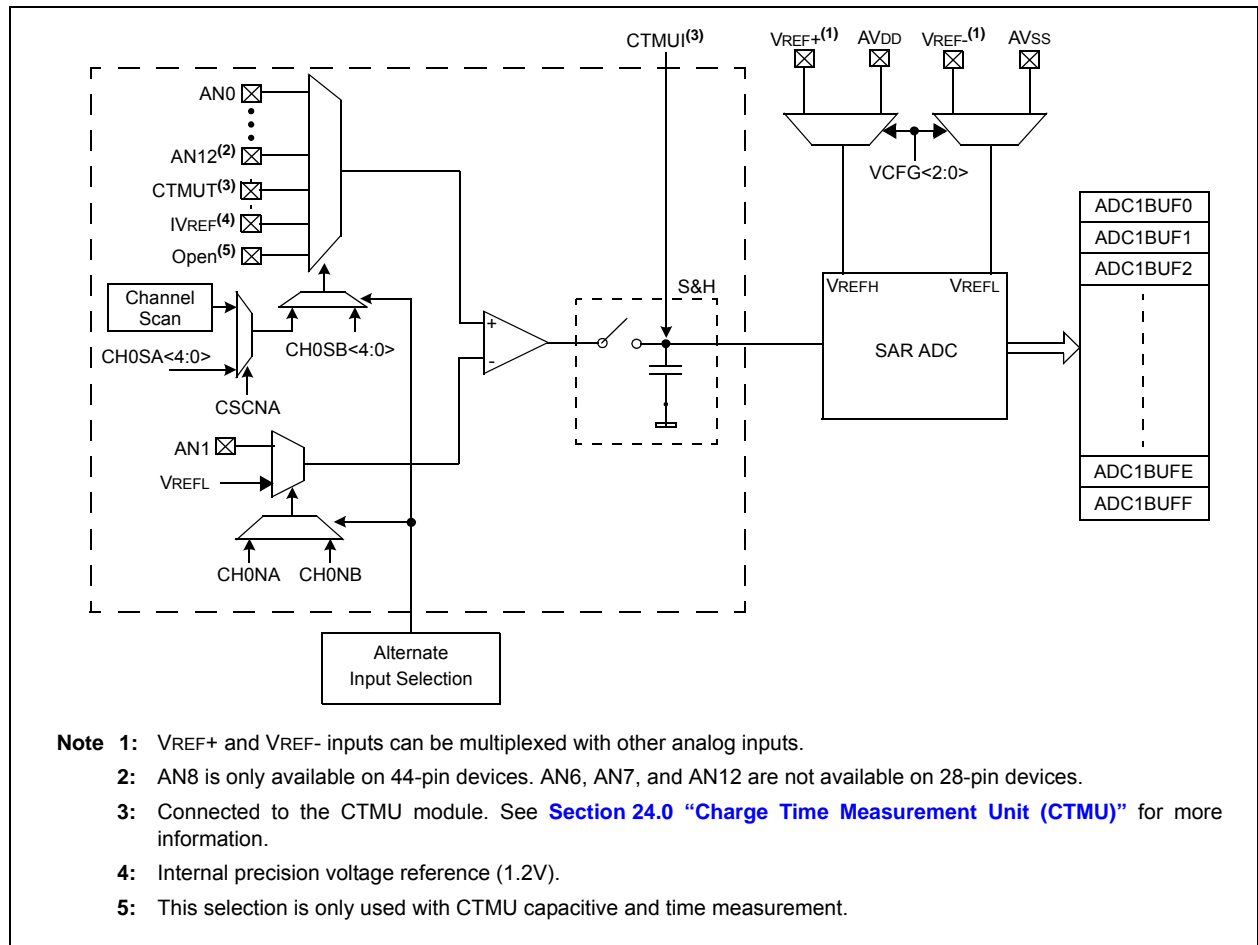 CTMUI(3)
VREF+(1) AVDD VREF-(1) AVSS
AN0
AN12(2)
CTMUT(3)
IVREF(4)
Open(5)
VCFG<2:0>
ADC1BUF0
ADC1BUF1
ADC1BUF2
Channel
Scan
S&H
VREFH VREFL
CH0SA<4:0>
CH0SB<4:0>
+
-
SAR ADC
CSCNA
AN1
VREFL
ADC1BUFE
ADC1BUFF
CH0NA CH0NB
Alternate
Input Selection
Note 1: VREF+ and VREF- inputs can be multiplexed with other analog inputs.
2: AN8 is only available on 44-pin devices. AN6, AN7, and AN12 are not available on 28-pin devices.
3: Connected to the CTMU module. See Section 24.0 “Charge Time Measurement Unit (CTMU)” for more
information.
4: Internal precision voltage reference (1.2V).
5: This selection is only used with CTMU capacitive and time measurement.